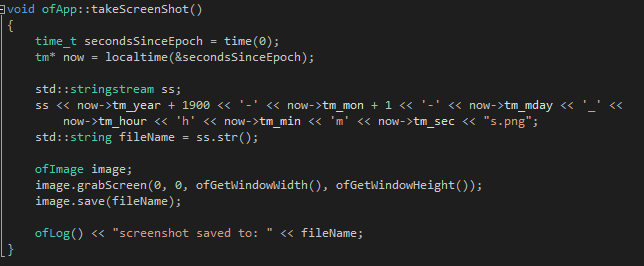 void ofApp::takeScreenShot()
{
time_t secondsSinceEpoch = time(0);
tm* now = localtime(&secondsSinceEpoch);
std::stringstream ss;
ss << now->tm_year + 1900 << '-' << now->tm_mon + 1 << '-' << now->tm_mday << '_' <<
now->tm_hour << 'h' << now->tm_min << 'm' << now->tm_sec << "s.png";
std::string fileName = ss.str();
ofImage image;
image.grabScreen(0, 0, ofGetWindowWidth(), ofGetWindowHeight());
image.save(fileName);
ofLog() << "screenshot saved to: " << fileName;
}